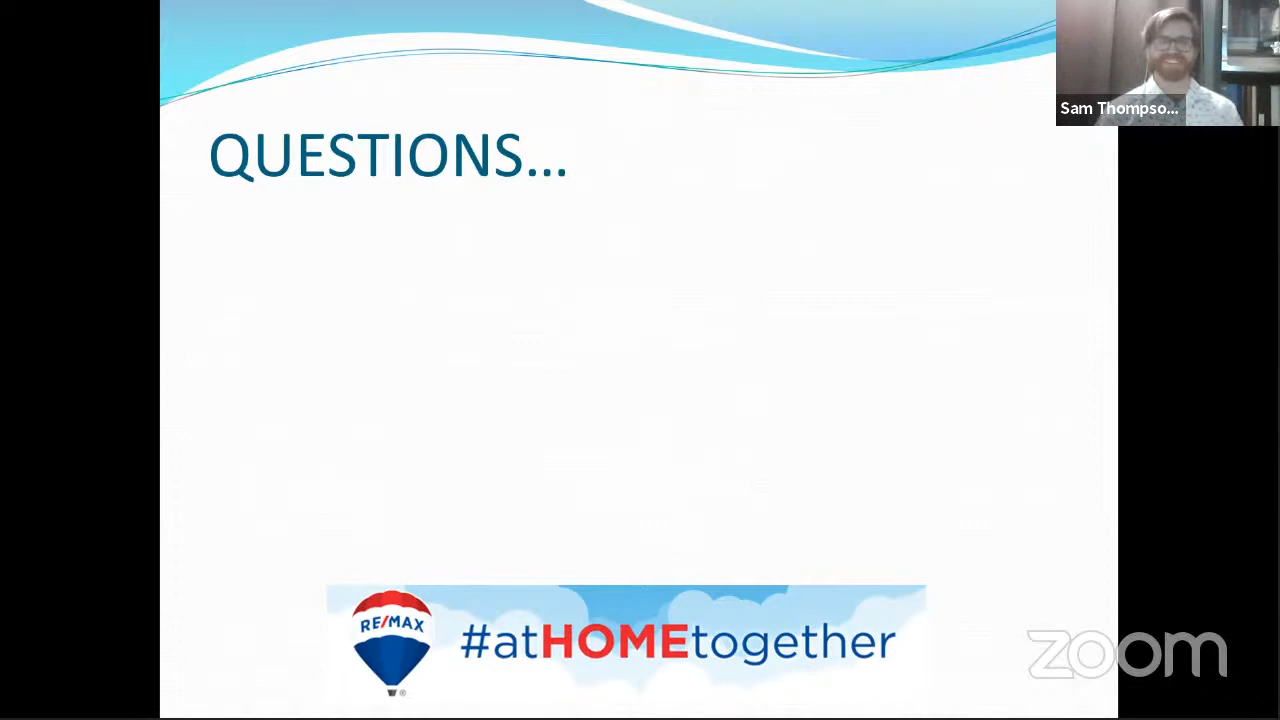 Sam Thompso...
QUESTIONS...
RE/MAX
®
#atHOMEtogether
zoom